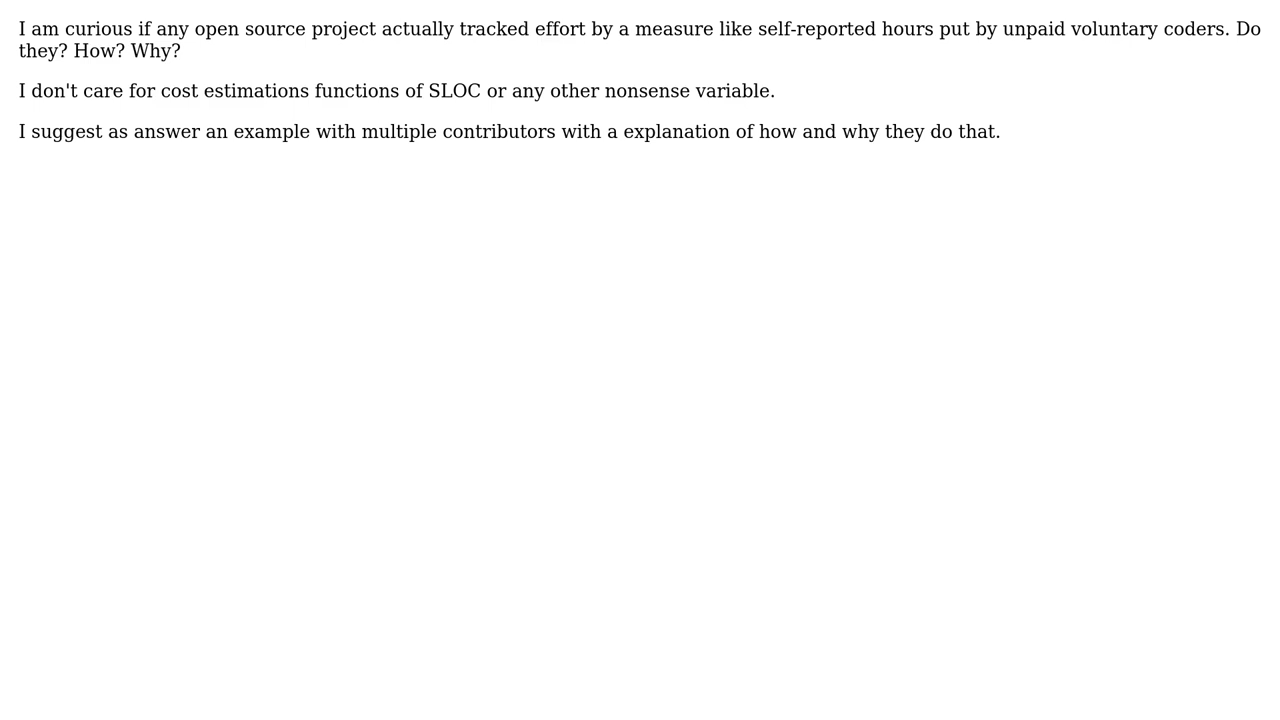 I am curious if any open source project actually tracked effort by a measure like self-reported hours put by unpaid voluntary coders. Do
they? How? Why?
I don't care for cost estimations functions of SLOC or any other nonsense variable.
I suggest as answer an example with multiple contributors with a explanation of how and why they do that.